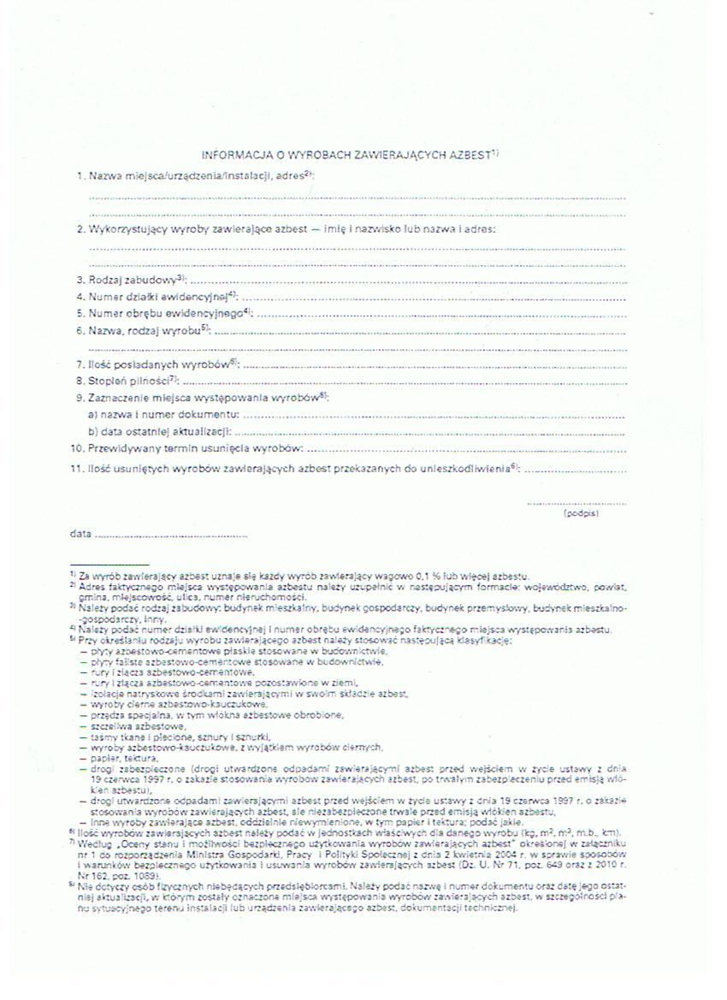 INFORMACJA O WYROBACH ZAWIERAJĄCYCH AZBEST1)
1. Nazwa miejsca/urządzenia/instalacji, adres2):
2. Wykorzystujący wyroby zawierające azbest — imię i nazwisko lub nazwa i adres:
3. Rodzaj zabudowy3): ........
4. Numer działki ewidencyjnej4): ........
5. Numer obrębu ewidencyjnego4): ........
6. Nazwa, rodzaj wyrobu5): ........
7. Ilość posiadanych wyrobów6): ........
8. Stopień pilności7): ........
9. Zaznaczenie miejsca występowania wyrobów8):
a) nazwa i numer dokumentu: ........
b) data ostatniej aktualizacji: ........
10. Przewidywany termin usunięcia wyrobów: ........
11. Ilość usuniętych wyrobów zawierających azbest przekazanych do unieszkodliwienia6): ........
(podpis)
data ........
1) Za wyrób zawierający azbest uznaje się każdy wyrób zawierający wagowo 0,1 % lub więcej azbestu.
2) Adres faktycznego miejsca występowania azbestu należy uzupełnić w następującym formacie: województwo, powiat,
gmina, miejscowość, ulica, numer nieruchomości.
3) Należy podać rodzaj zabudowy: budynek mieszkalny, budynek gospodarczy, budynek przemysłowy, budynek mieszkalno-
-gospodarczy, inny.
4) Należy podać numer działki ewidencyjnej i numer obrębu ewidencyjnego faktycznego miejsca występowania azbestu.
5) Przy określaniu rodzaju wyrobu zawierającego azbest należy stosować następującą klasyfikację:
— płyty azbestowo-cementowe płaskie stosowane w budownictwie,
— płyty faliste azbestowo-cementowe stosowane w budownictwie,
— rury i złącza azbestowo-cementowe,
— rury i złącza azbestowo-cementowe pozostawione w ziemi,
— izolacje natryskowe środkami zawierającymi w swoim składzie azbest,
— wyroby cierne azbestowo-kauczukowe,
— przędza specjalna, w tym włókna azbestowe obrobione,
— szczeliwa azbestowe,
— taśmy tkane i plecione, sznury i sznurki,
— wyroby azbestowo-kauczukowe, z wyjątkiem wyrobów ciernych,
— papier, tektura,
— drogi zabezpieczone (drogi utwardzone odpadami zawierającymi azbest przed wejściem w życie ustawy z dnia
19 czerwca 1997 r. o zakazie stosowania wyrobów zawierających azbest, po trwałym zabezpieczeniu przed emisją włó-
kien azbestu),
— drogi utwardzone odpadami zawierającymi azbest przed wejściem w życie ustawy z dnia 19 czerwca 1997 r. o zakazie
stosowania wyrobów zawierających azbest, ale niezabezpieczone trwale przed emisją włókien azbestu,
— inne wyroby zawierające azbest, oddzielnie niewymienione, w tym papier i tektura; podać jakie.
6) Ilość wyrobów zawierających azbest należy podać w jednostkach właściwych dla danego wyrobu (kg, m2, m3, m.b., km).
7) Według „Oceny stanu i możliwości bezpiecznego użytkowania wyrobów zawierających azbest" określonej w załączniku
nr 1 do rozporządzenia Ministra Gospodarki, Pracy i Polityki Społecznej z dnia 2 kwietnia 2004 r. w sprawie sposobów
i warunków bezpiecznego użytkowania i usuwania wyrobów zawierających azbest (Dz. U. Nr 71, poz. 649 oraz z 2010 r.
Nr 162, poz. 1089).
8) Nie dotyczy osób fizycznych niebędących przedsiębiorcami. Należy podać nazwę i numer dokumentu oraz datę jego ostat-
niej aktualizacji, w którym zostały oznaczone miejsca występowania wyrobów zawierających azbest, w szczególności pla-
nu sytuacyjnego terenu instalacji lub urządzenia zawierającego azbest, dokumentacji technicznej.